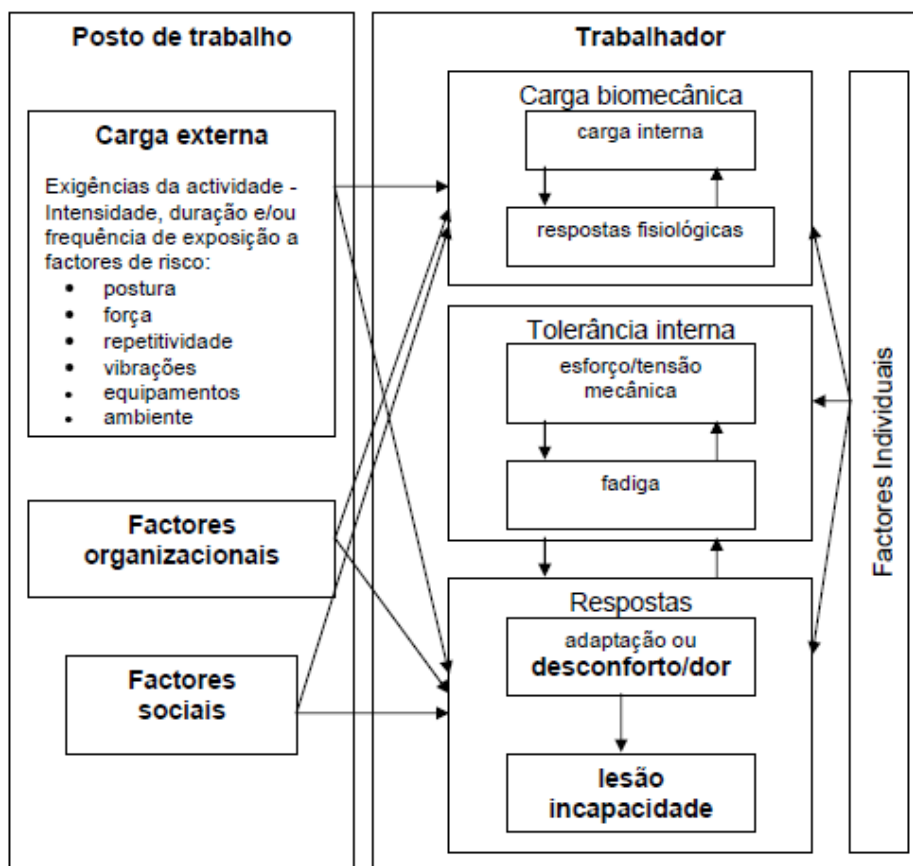 Posto de trabalho
Carga externa
Exigências da actividade -
Intensidade, duração e/ou
frequência de exposição a
factores de risco:
• postura
• força
• repetitividade
• vibrações
• equipamentos
• ambiente
Factores
organizacionais
Factores
sociais
Trabalhador
Carga biomecânica
carga interna
respostas fisiológicas
Tolerância interna
esforço/tensão
mecânica
fadiga
Respostas
adaptação ou
desconforto/dor
lesão
incapacidade
Factores Individuais